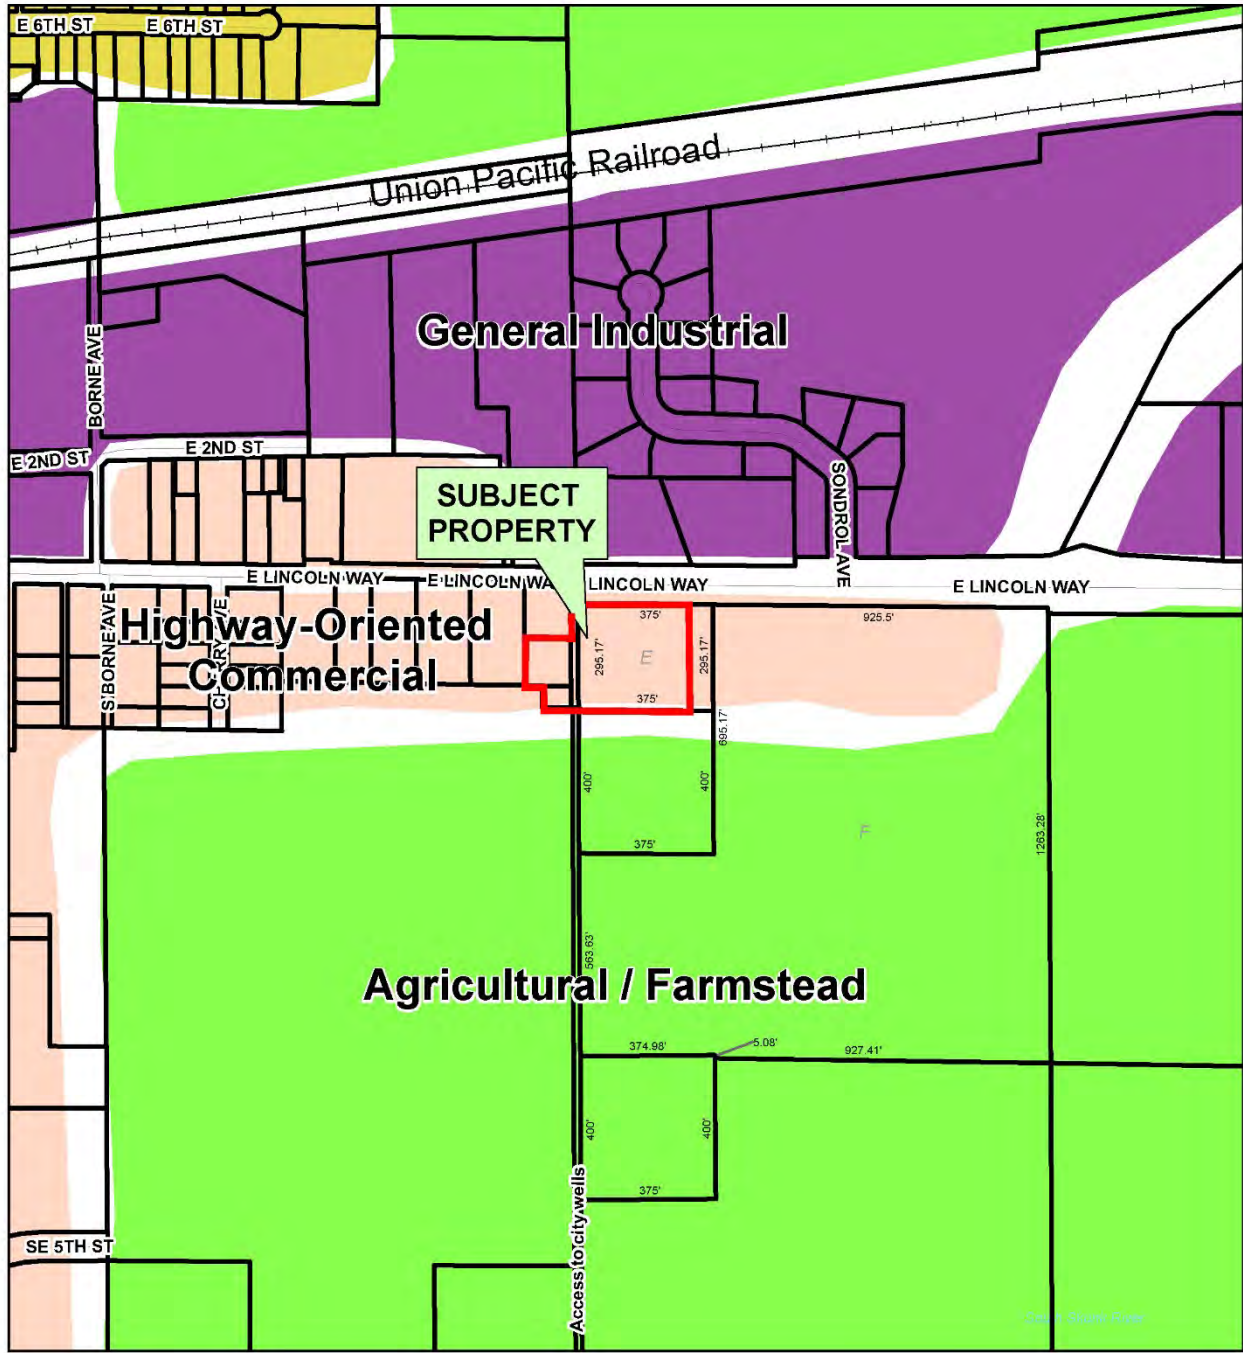 E 6TH ST
E 6TH ST
Union Pacific Railroad
General Industrial
BORNE AVE
E 2ND ST
E 2ND ST
SUBJECT
PROPERTY
SONDROL AVE
E LINCOLN WAY
E LINCOLN WA
LINCOLN WAY
E LINCOLN WAY
Highway-Oriented
Commercial
S BORNE AVE
CHERRY AVE
375'
295.17'
E
295.17'
375'
925.5'
695.17'
400'
400'
375'
F
1263.28'
563.63'
Agricultural / Farmstead
374.98'
5.08'
927.41'
400'
400'
375'
Access to city wells
SE 5TH ST